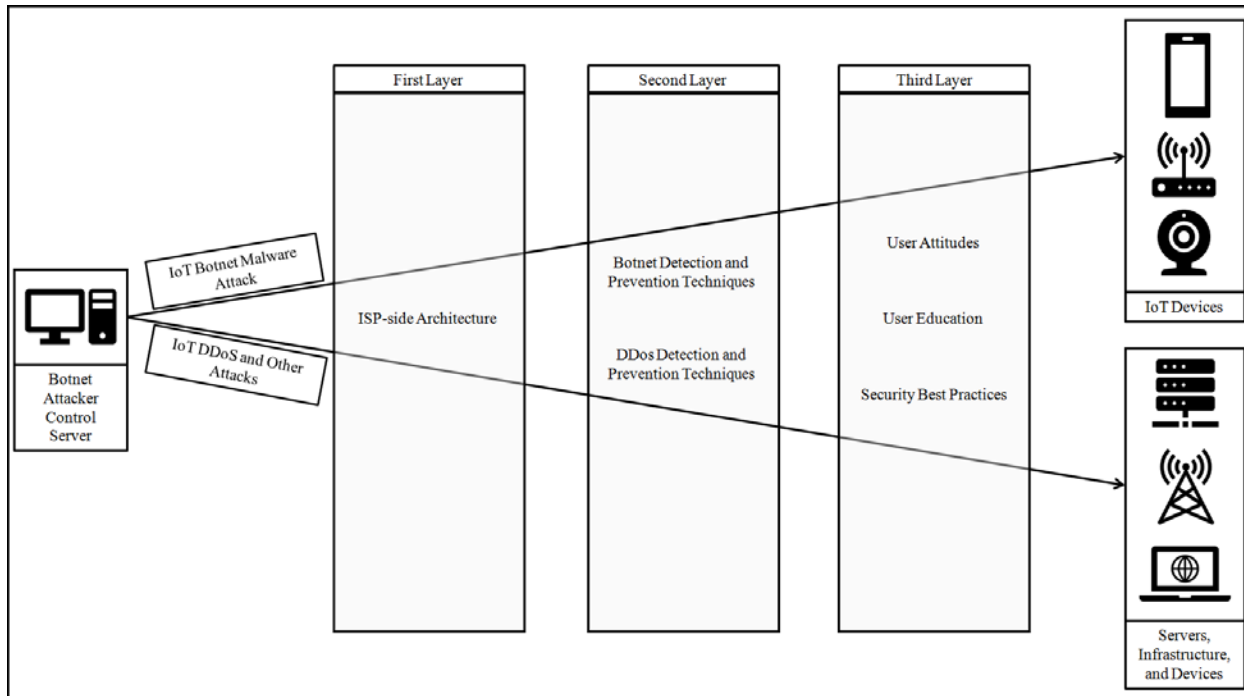 First Layer
Second Layer
Third Layer
IoT Botnet Malware
Attack
IoT DDoS and Other
Attacks
Botnet
Attacker
Control
Server
ISP-side Architecture
Botnet Detection and
Prevention Techniques
DDos Detection and
Prevention Techniques
User Attitudes
User Education
Security Best Practices
IoT Devices
Servers,
Infrastructure,
and Devices